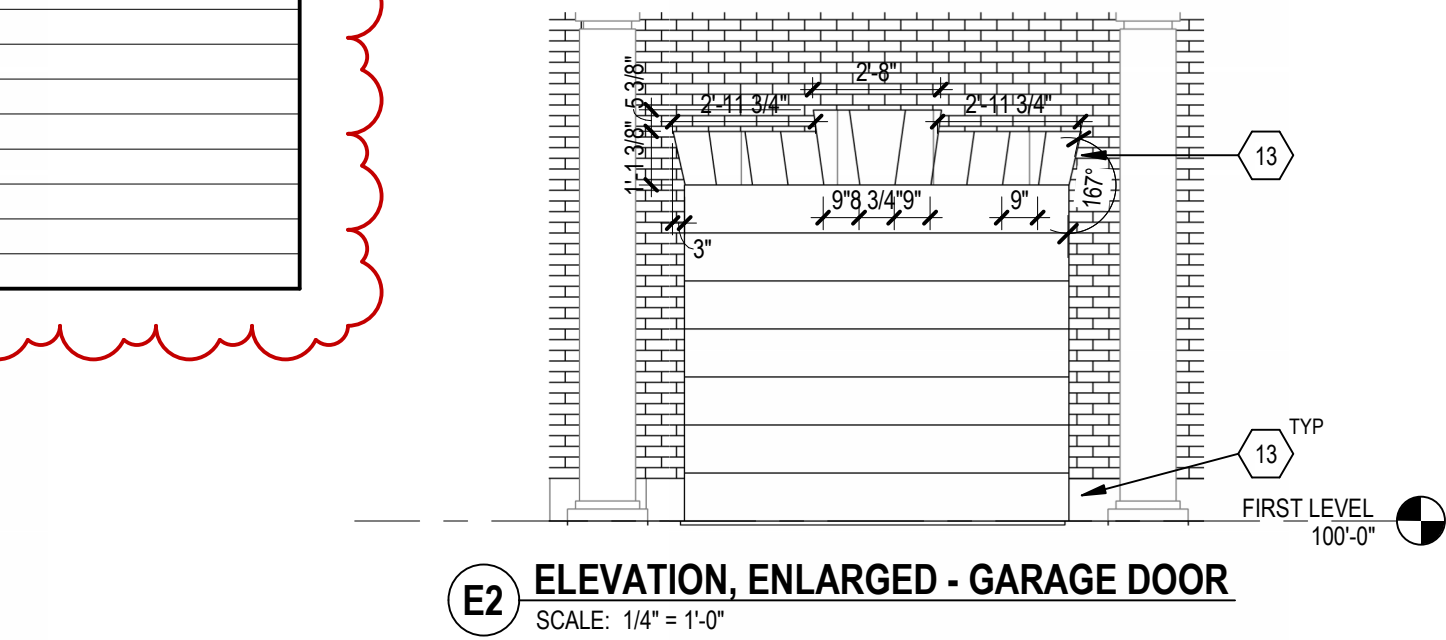 2'-8"
5 3/8"
2'-11 3/4"
2'-11 3/4"
1'-1 3/8"
13
167°
9"
8 3/4"
9"
9"
3"
TYP
13
FIRST LEVEL
100'-0"
E2
ELEVATION, ENLARGED - GARAGE DOOR
SCALE: 1/4" = 1'-0"